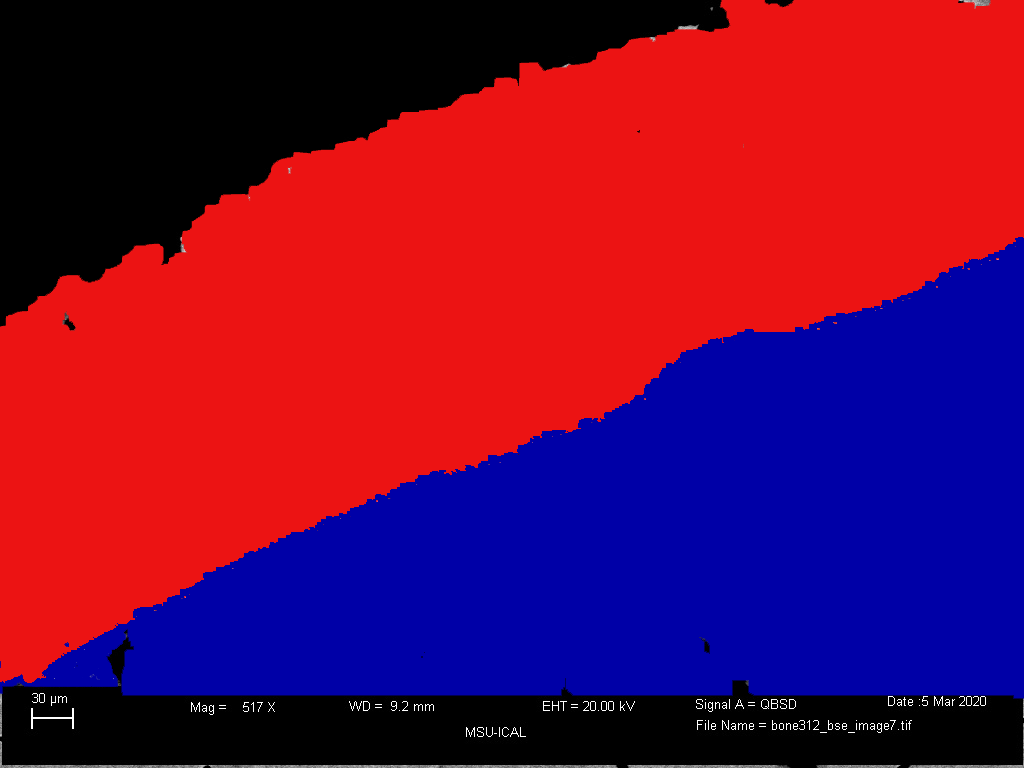 30 µm
Mag = 517 X
WD = 9.2 mm
EHT = 20.00 kV
Signal A = QBSD
Date :5 Mar 2020
MSU-ICAL
File Name = bone312_bse_image7.tif